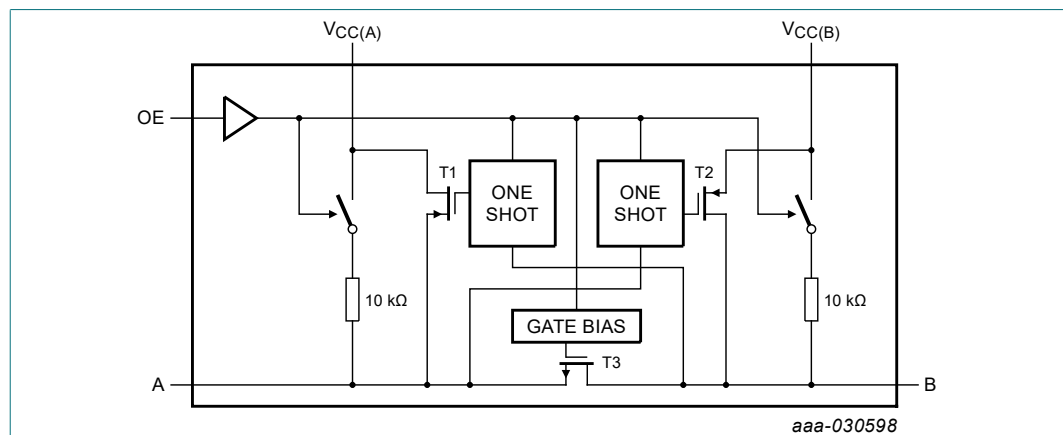 VCC(A)
VCC(B)
OE
T1
ONE
SHOT
ONE
SHOT
T2
10 kΩ
10 kΩ
GATE BIAS
T3
A
B
aaa-030598